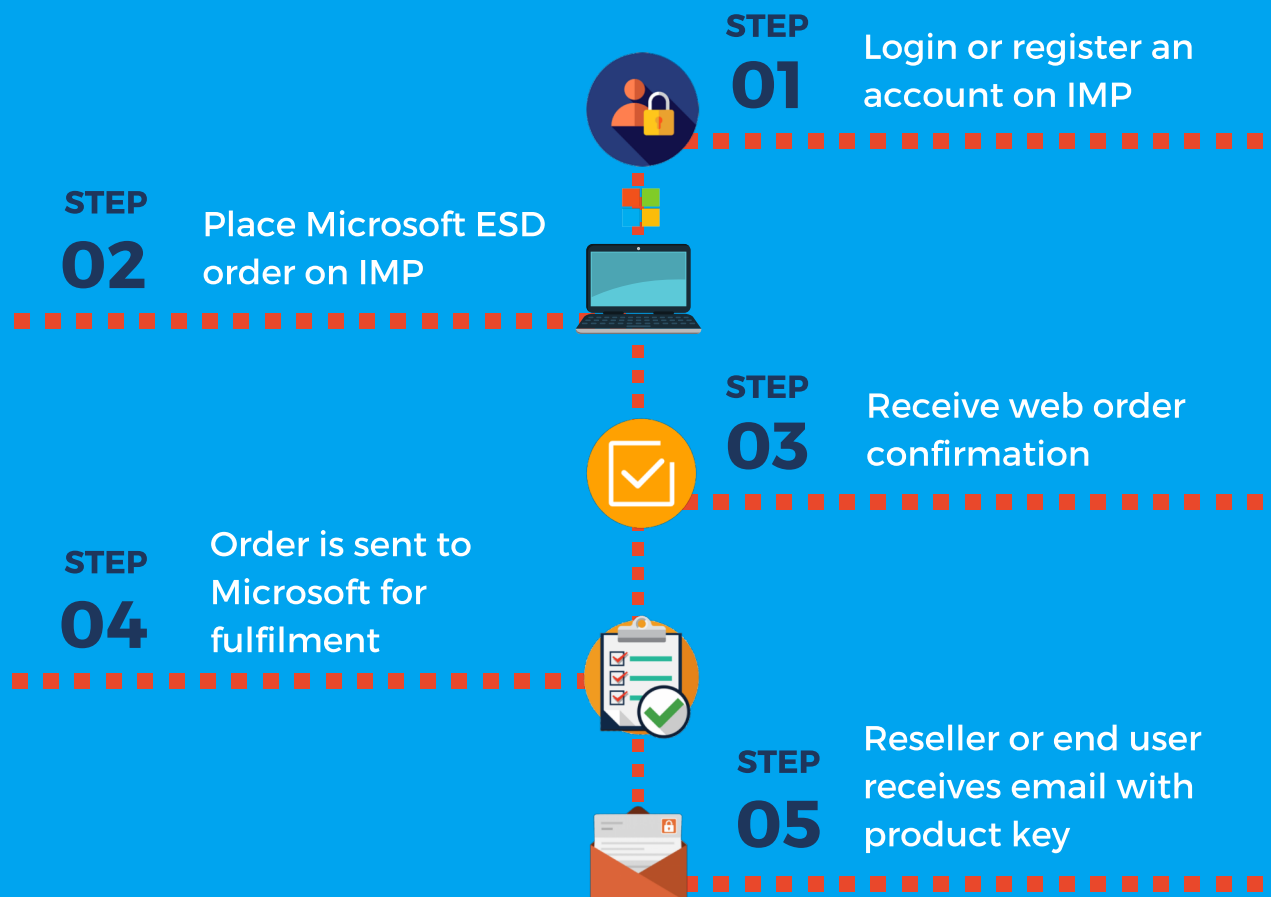 STEP
01
Login or register an
account on IMP
STEP
02
Place Microsoft ESD
order on IMP
STEP
03
Receive web order
confirmation
STEP
04
Order is sent to
Microsoft for
fulfilment
STEP
05
Reseller or end user
receives email with
product key